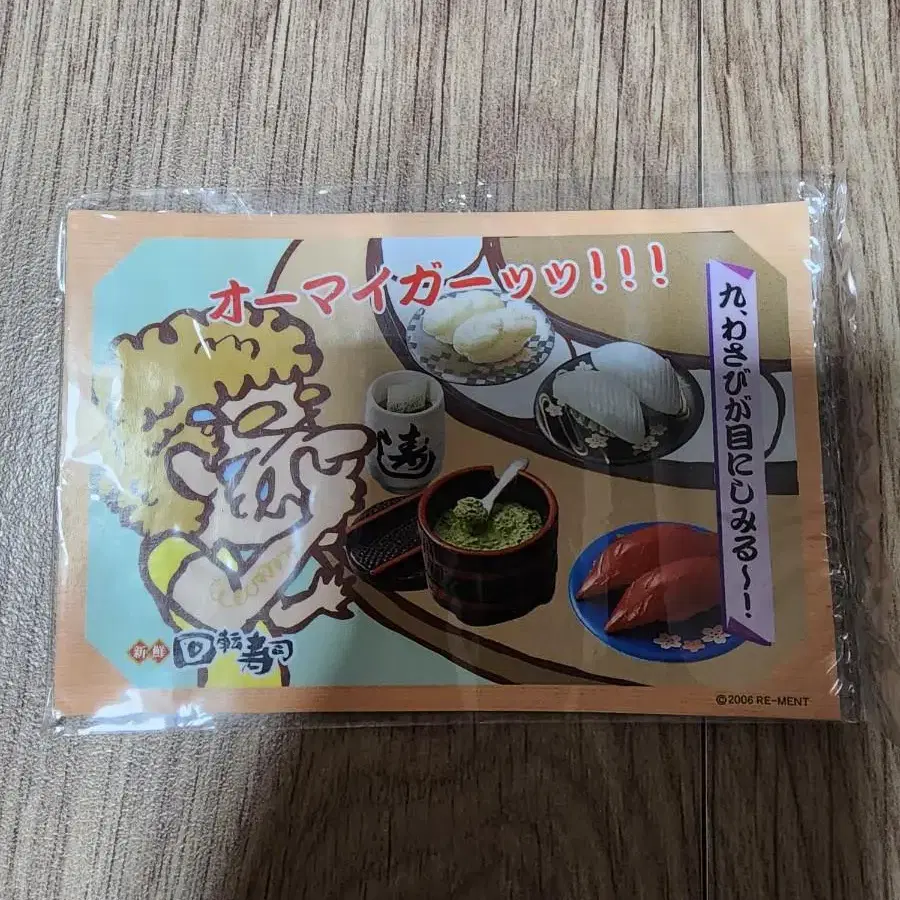 オーマイガーッッ!!!
九、わさびが目にしみる〜!
寿
新鮮 回転寿司
©2006 RE-MENT